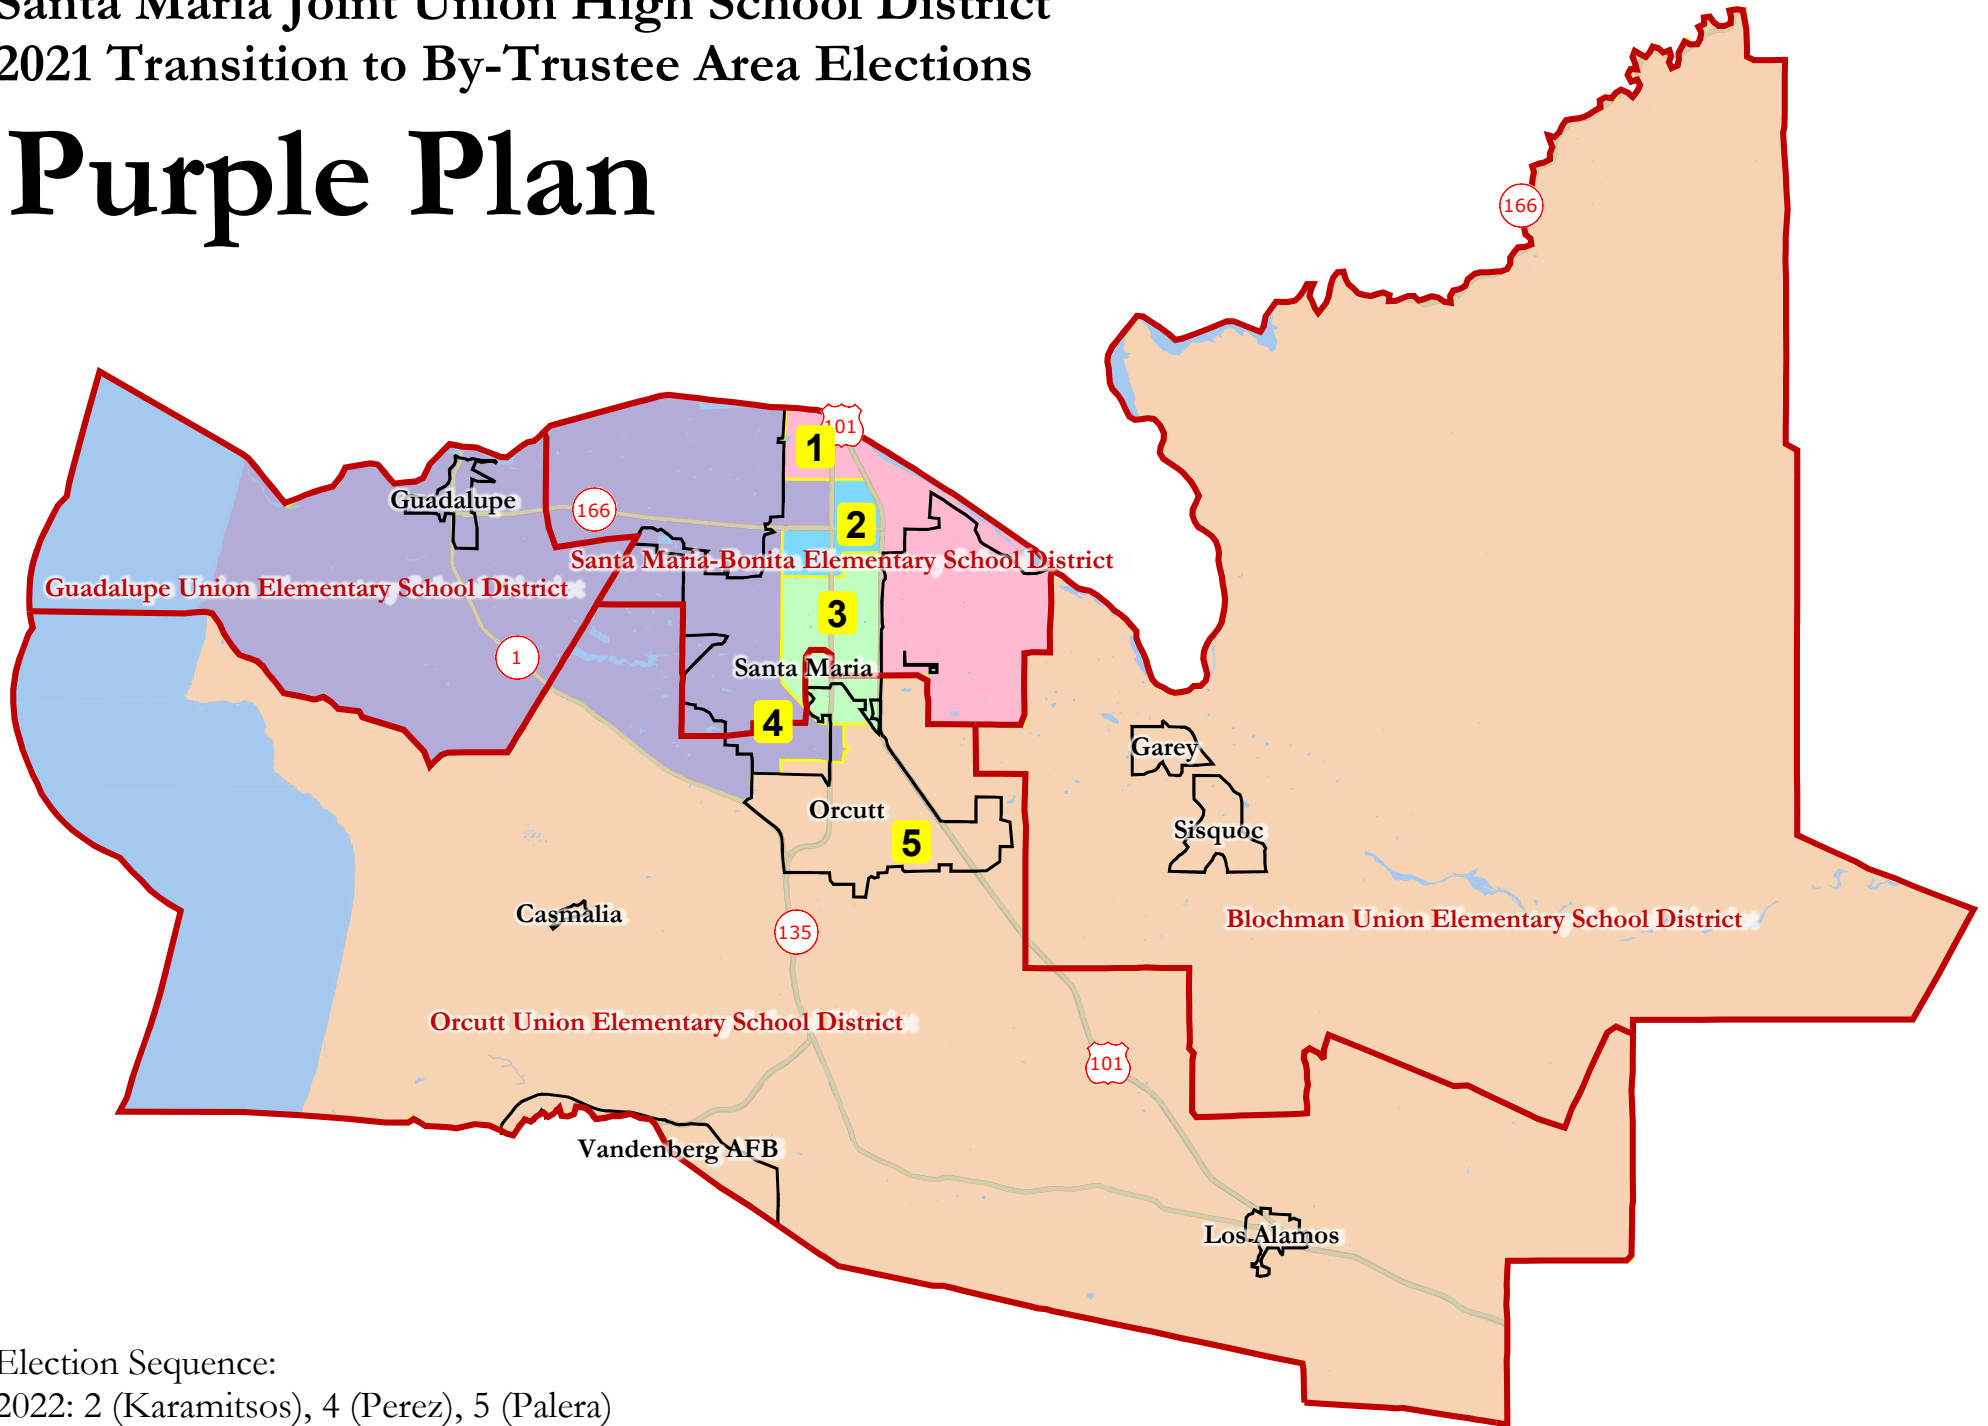 Santa Maria Joint Union High School District
2021 Transition to By-Trustee Area Elections
Purple Plan
166
101
1
Guadalupe
166
2
Santa Maria-Bonita Elementary School District
Guadalupe Union Elementary School District
3
1
Santa Maria
4
Garey
Orcutt
Sisquoc
5
Casmalia
Blochman Union Elementary School District
135
Orcutt Union Elementary School District
101
Vandenberg AFB
Los Alamos
Election Sequence:
2022: 2 (Karamitsos), 4 (Perez), 5 (Palera)